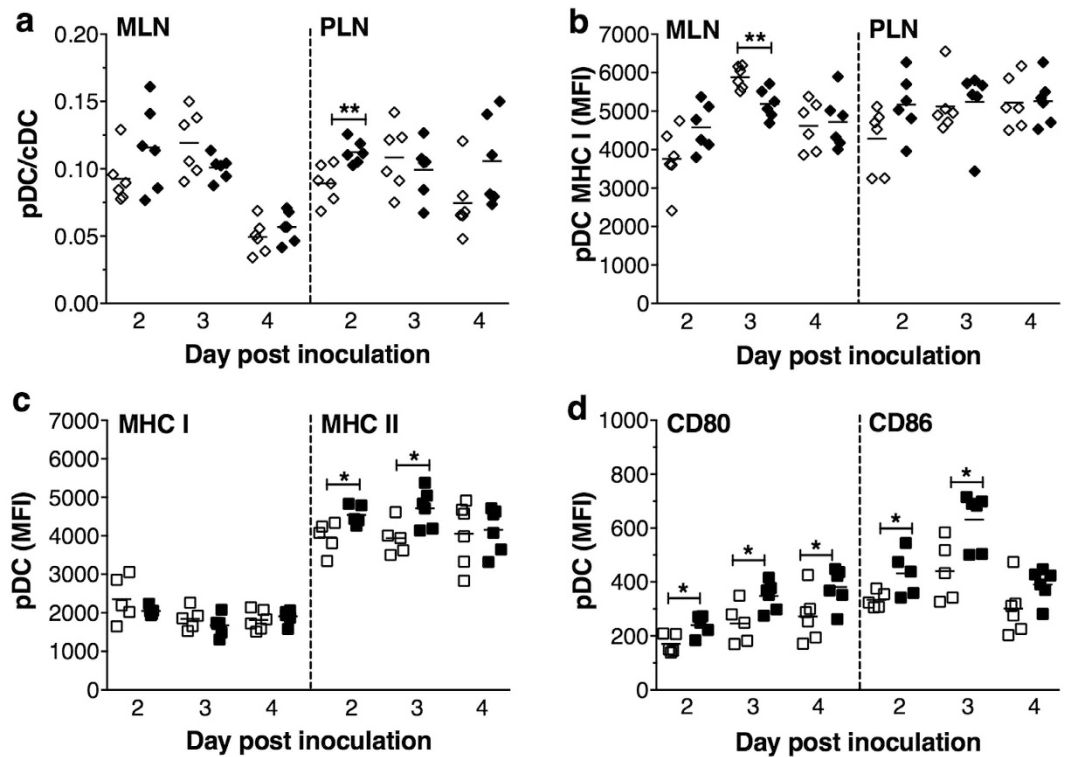 a
MLN PLN
pDC/cDC
0.20
0.15
0.10
0.05
0.00
**
2 3 4 2 3 4
Day post inoculation
b
MLN PLN
pDC MHC I (MFI)
7000
6000
5000
4000
3000
2000
1000
0
**
2 3 4 2 3 4
Day post inoculation
c
MHC I MHC II
pDC (MFI)
7000
6000
5000
4000
3000
2000
1000
0
* *
2 3 4 2 3 4
Day post inoculation
d
CD80 CD86
pDC (MFI)
1000
800
600
400
200
0
* * * * *
2 3 4 2 3 4
Day post inoculation